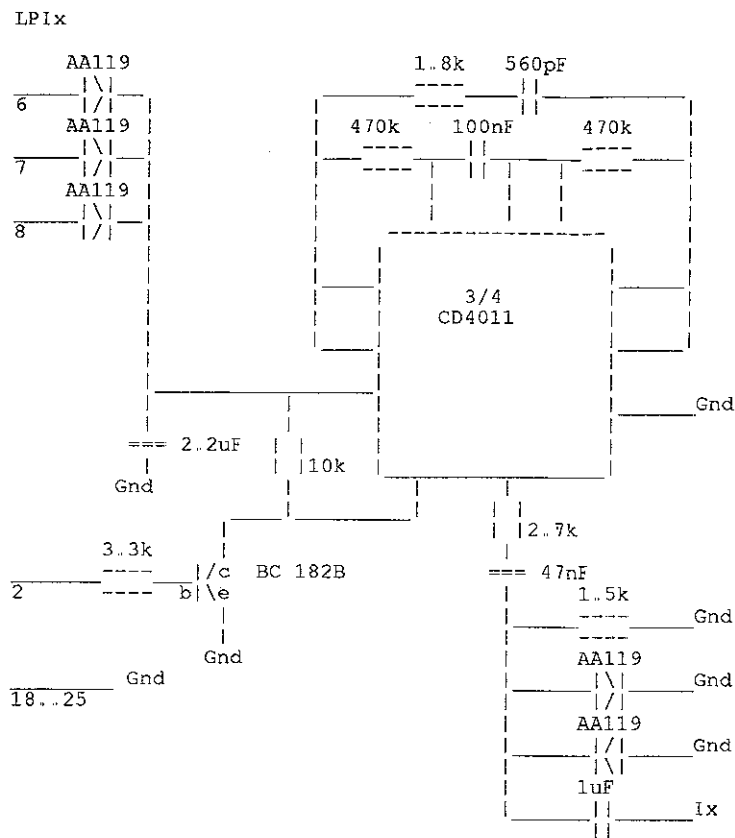 LPIx
AA119
1.8k 560pF
6
AA119
470k 100nF 470k
7
AA119
8
3/4
CD4011
Gnd
=== 2.2uF
10k
Gnd
2.7k
3.3k
/c BC 182B
=== 47nF
2
b \e
1.5k
Gnd
Gnd
Gnd
AA119
18...25
Gnd
AA119
Gnd
1uF
Ix